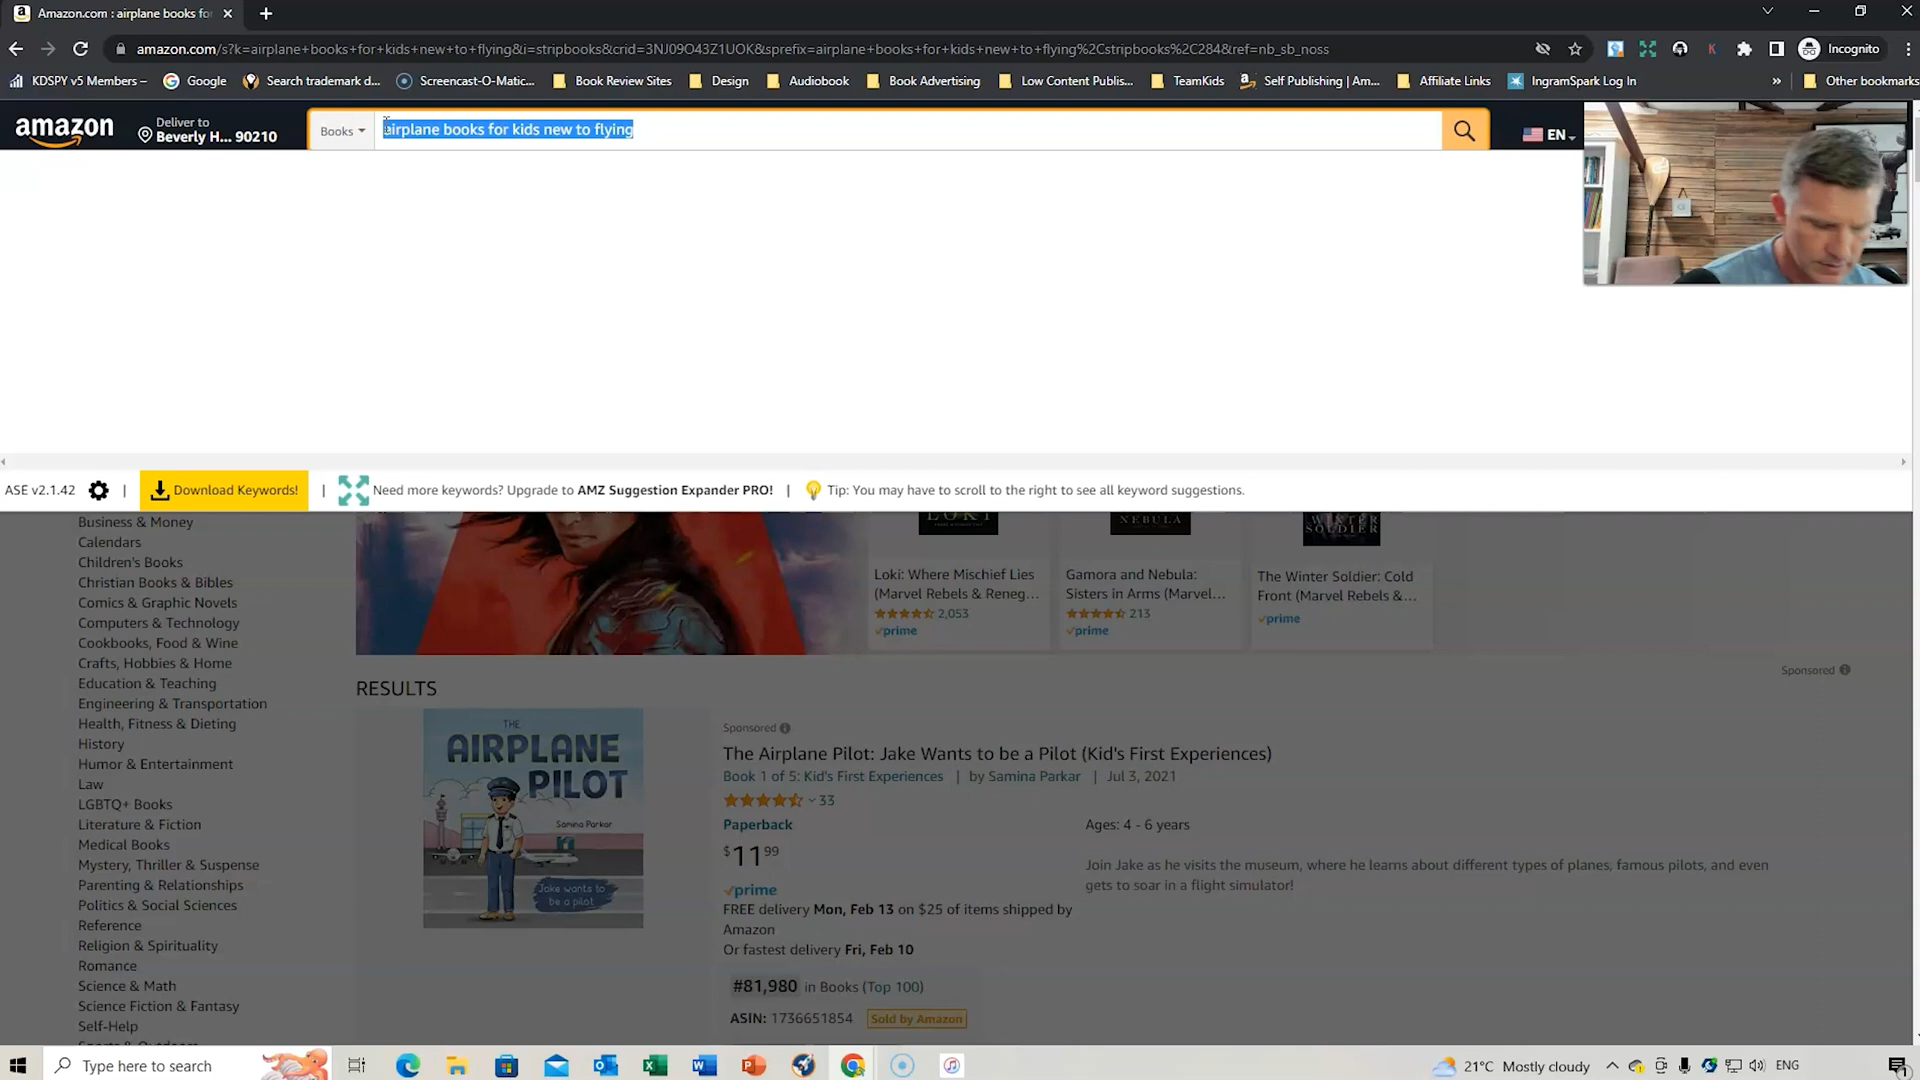 Amazon.com : airplane books for
amazon.com/s?k=airplane+books+for+kids+new+to+flying&i=stripbooks&crid=3NJ09O43Z1UOK&sprefix=airplane+books+for+kids+new+to+flying%2Cstripbooks%2C284&ref=nb_sb_noss
Incognito
KDSPY v5 Members –
Google
Search trademark d...
Screencast-O-Matic...
Book Review Sites
Design
Audiobook
Book Advertising
Low Content Publis...
TeamKids
Self Publishing | Am...
Affiliate Links
IngramSpark Log In
»
Other bookmarks
amazon
Deliver to
Beverly H... 90210
Books
airplane books for kids new to flying
EN
ASE v2.1.42
Download Keywords!
Need more keywords? Upgrade to AMZ Suggestion Expander PRO!
Tip: You may have to scroll to the right to see all keyword suggestions.
Business & Money
Calendars
Children's Books
Christian Books & Bibles
Comics & Graphic Novels
Computers & Technology
Cookbooks, Food & Wine
Crafts, Hobbies & Home
Education & Teaching
Engineering & Transportation
Health, Fitness & Dieting
History
Humor & Entertainment
Law
LGBTQ+ Books
Literature & Fiction
Medical Books
Mystery, Thriller & Suspense
Parenting & Relationships
Politics & Social Sciences
Reference
Religion & Spirituality
Romance
Science & Math
Science Fiction & Fantasy
Self-Help
LOKI
NEBULA
WINTER
SOLDIER
Loki: Where Mischief Lies
(Marvel Rebels & Reneg...
2,053
prime
Gamora and Nebula:
Sisters in Arms (Marvel...
213
prime
The Winter Soldier: Cold
Front (Marvel Rebels &...
prime
Sponsored
RESULTS
THE
AIRPLANE
PILOT
Samina Parkar
Jake wants to
be a pilot
Sponsored
The Airplane Pilot: Jake Wants to be a Pilot (Kid's First Experiences)
Book 1 of 5: Kid's First Experiences | by Samina Parkar | Jul 3, 2021
33
Paperback
$11 99
prime
FREE delivery Mon, Feb 13 on $25 of items shipped by
Amazon
Or fastest delivery Fri, Feb 10
#81,980 in Books (Top 100)
ASIN: 1736651854 Sold by Amazon
Ages: 4 - 6 years
Join Jake as he visits the museum, where he learns about different types of planes, famous pilots, and even
gets to soar in a flight simulator!
Type here to search
21°C Mostly cloudy
ENG